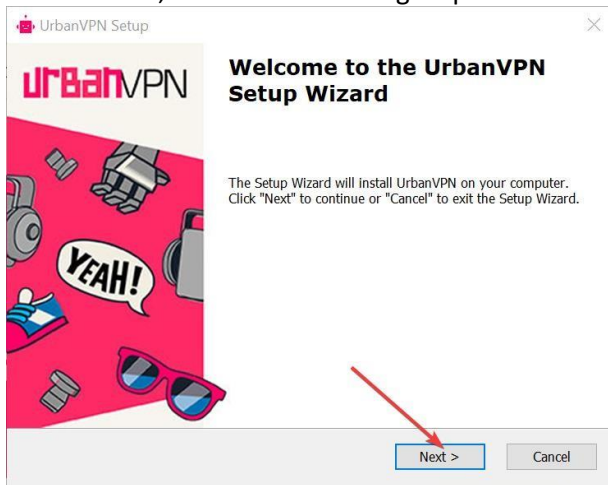 UrbanVPN Setup
UrBanVPN
Welcome to the UrbanVPN
Setup Wizard
The Setup Wizard will install UrbanVPN on your computer.
Click "Next" to continue or "Cancel" to exit the Setup Wizard.
YEAH!
Next >
Cancel